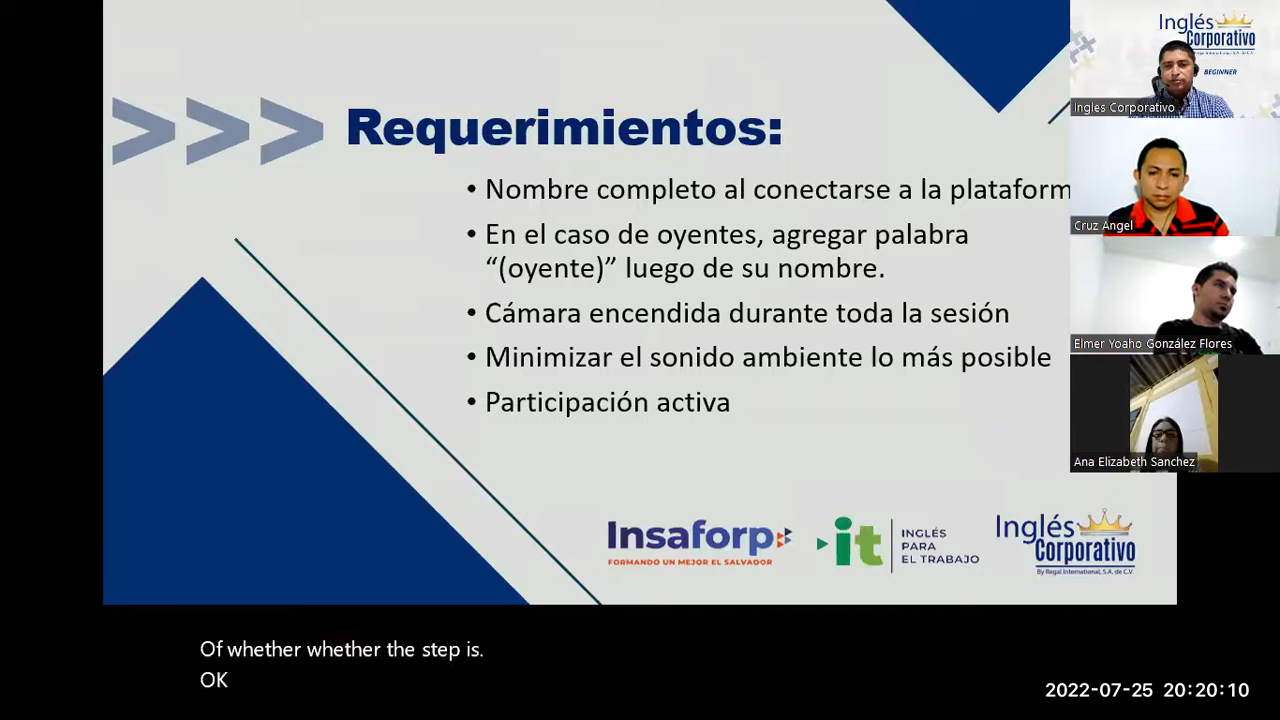 >>> Requerimientos:
• Nombre completo al conectarse a la plataform
• En el caso de oyentes, agregar palabra
“(oyente)” luego de su nombre.
• Cámara encendida durante toda la sesión
• Minimizar el sonido ambiente lo más posible
• Participación activa
Insaforp
FORMANDO UN MEJOR EL SALVADOR
it
INGLÉS
PARA
EL TRABAJO
Inglés
Corporativo
By Regal International, S.A. de C.V.
Inglés
Corporativo
BEGINNER
Ingles Corporativo
Cruz Angel
Elmer Yoaho González Flores
Ana Elizabeth Sanchez
Of whether whether the step is.
OK
2022-07-25 20:20:10